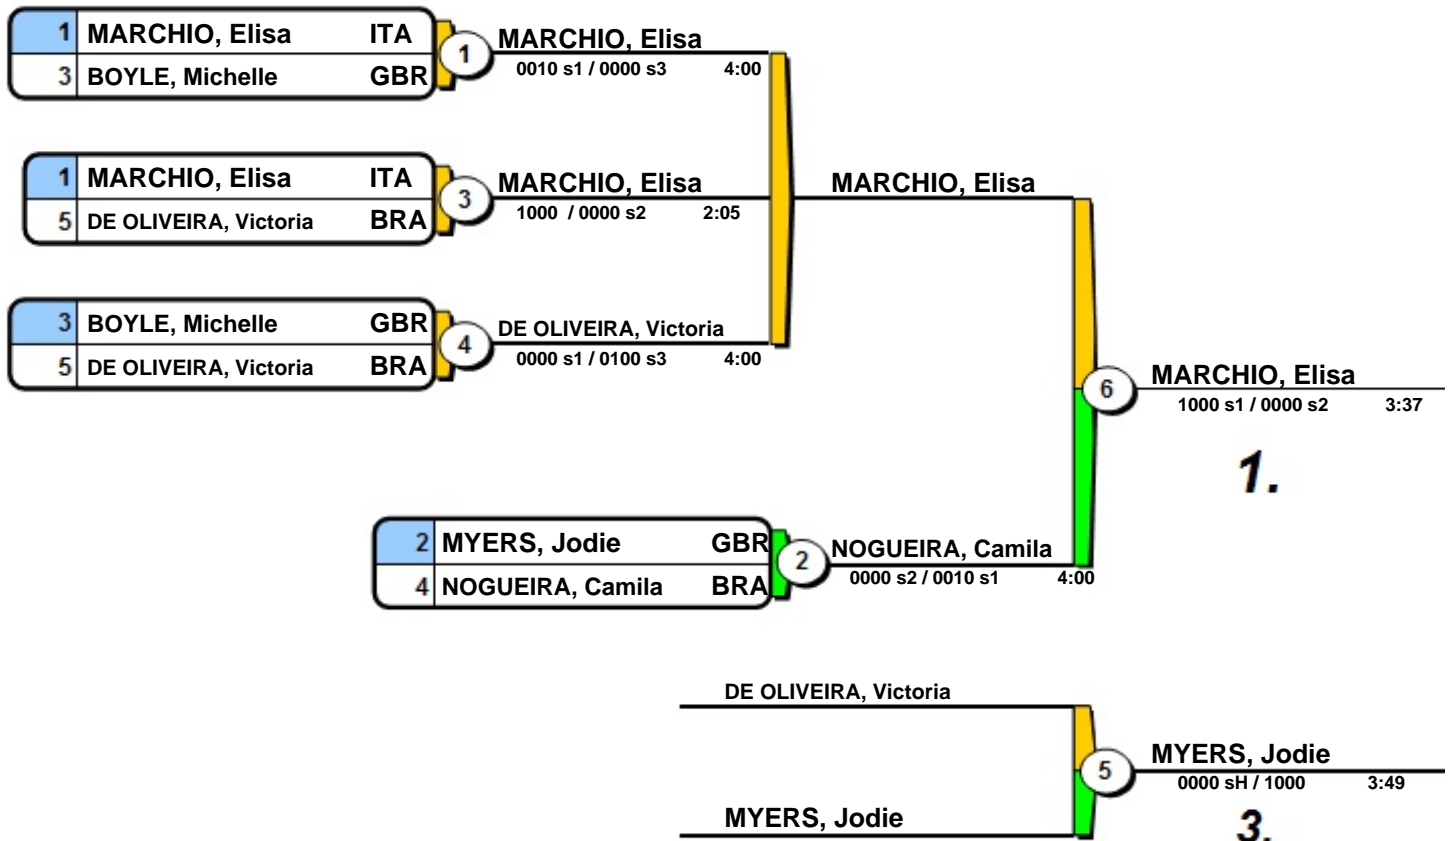 1 MARCHIO, Elisa ITA
3 BOYLE, Michelle GBR
1
MARCHIO, Elisa
0010 s1 / 0000 s3 4:00
1 MARCHIO, Elisa ITA
5 DE OLIVEIRA, Victoria BRA
3
MARCHIO, Elisa
1000 / 0000 s2 2:05
MARCHIO, Elisa
3 BOYLE, Michelle GBR
5 DE OLIVEIRA, Victoria BRA
4
DE OLIVEIRA, Victoria
0000 s1 / 0100 s3 4:00
6
MARCHIO, Elisa
1000 s1 / 0000 s2 3:37
1.
2 MYERS, Jodie GBR
4 NOGUEIRA, Camila BRA
2
NOGUEIRA, Camila
0000 s2 / 0010 s1 4:00
DE OLIVEIRA, Victoria
MYERS, Jodie
5
MYERS, Jodie
0000 sH / 1000 3:49
3.